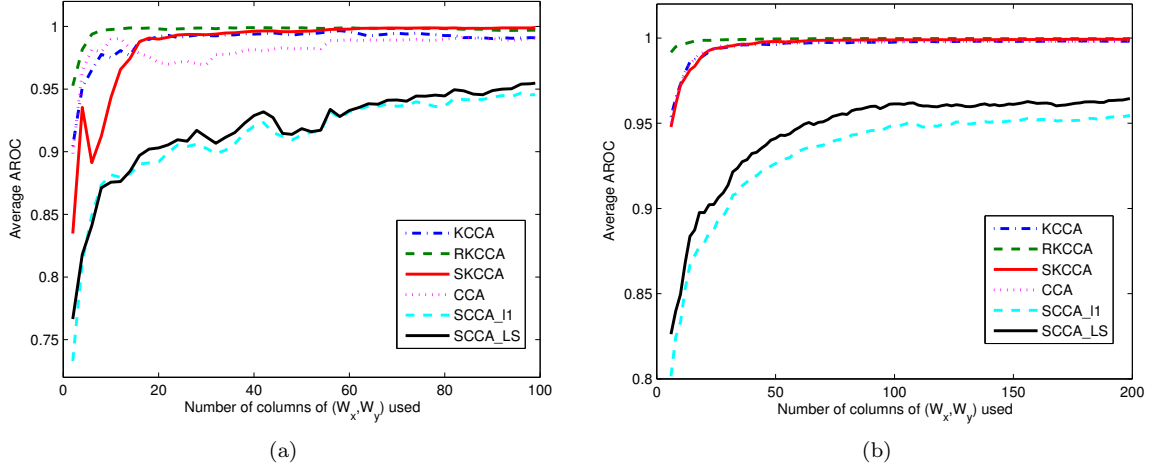 1
0.95
0.9
0.85
0.8
0.75
Average AROC
0
20
40
60
80
100
Number of columns of (W_x,W_y) used
KCCA
RKCCA
SKCCA
CCA
SCCA_l1
SCCA_LS
(a)
1
0.95
0.9
0.85
0.8
Average AROC
0
50
100
150
200
Number of columns of (W_x,W_y) used
KCCA
RKCCA
SKCCA
CCA
SCCA_l1
SCCA_LS
(b)